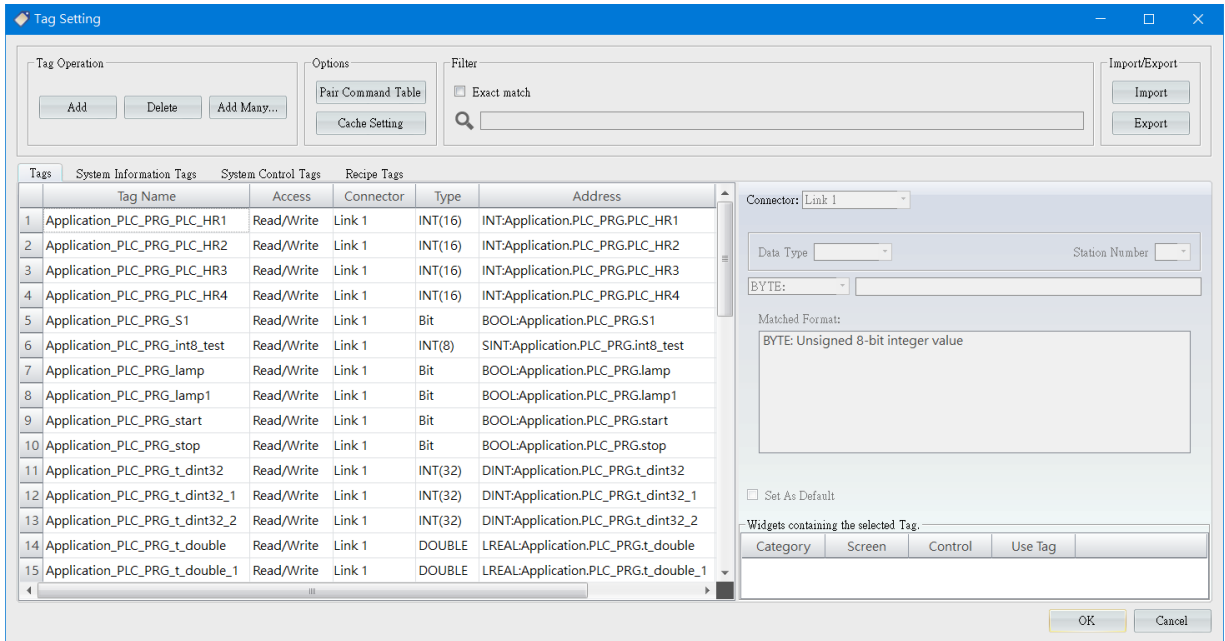 Tag Setting
Tag Operation
Add Delete Add Many...
Options
Pair Command Table
Cache Setting
Filter
Exact match
Import/Export
Import
Export
Tags System Information Tags System Control Tags Recipe Tags
Tag Name Access Connector Type Address
1 Application_PLC_PRG_PLC_HR1 Read/Write Link 1 INT(16) INT:Application.PLC_PRG.PLC_HR1
2 Application_PLC_PRG_PLC_HR2 Read/Write Link 1 INT(16) INT:Application.PLC_PRG.PLC_HR2
3 Application_PLC_PRG_PLC_HR3 Read/Write Link 1 INT(16) INT:Application.PLC_PRG.PLC_HR3
4 Application_PLC_PRG_PLC_HR4 Read/Write Link 1 INT(16) INT:Application.PLC_PRG.PLC_HR4
5 Application_PLC_PRG_S1 Read/Write Link 1 Bit BOOL:Application.PLC_PRG.S1
6 Application_PLC_PRG_int8_test Read/Write Link 1 INT(8) SINT:Application.PLC_PRG.int8_test
7 Application_PLC_PRG_lamp Read/Write Link 1 Bit BOOL:Application.PLC_PRG.lamp
8 Application_PLC_PRG_lamp1 Read/Write Link 1 Bit BOOL:Application.PLC_PRG.lamp1
9 Application_PLC_PRG_start Read/Write Link 1 Bit BOOL:Application.PLC_PRG.start
10 Application_PLC_PRG_stop Read/Write Link 1 Bit BOOL:Application.PLC_PRG.stop
11 Application_PLC_PRG_t_dint32 Read/Write Link 1 INT(32) DINT:Application.PLC_PRG.t_dint32
12 Application_PLC_PRG_t_dint32_1 Read/Write Link 1 INT(32) DINT:Application.PLC_PRG.t_dint32_1
13 Application_PLC_PRG_t_dint32_2 Read/Write Link 1 INT(32) DINT:Application.PLC_PRG.t_dint32_2
14 Application_PLC_PRG_t_double Read/Write Link 1 DOUBLE LREAL:Application.PLC_PRG.t_double
15 Application_PLC_PRG_t_double_1 Read/Write Link 1 DOUBLE LREAL:Application.PLC_PRG.t_double_1
Connector: Link 1
Data Type Station Number
BYTE:
Matched Format:
BYTE: Unsigned 8-bit integer value
Set As Default
Widgets containing the selected Tag.
Category Screen Control Use Tag
OK Cancel